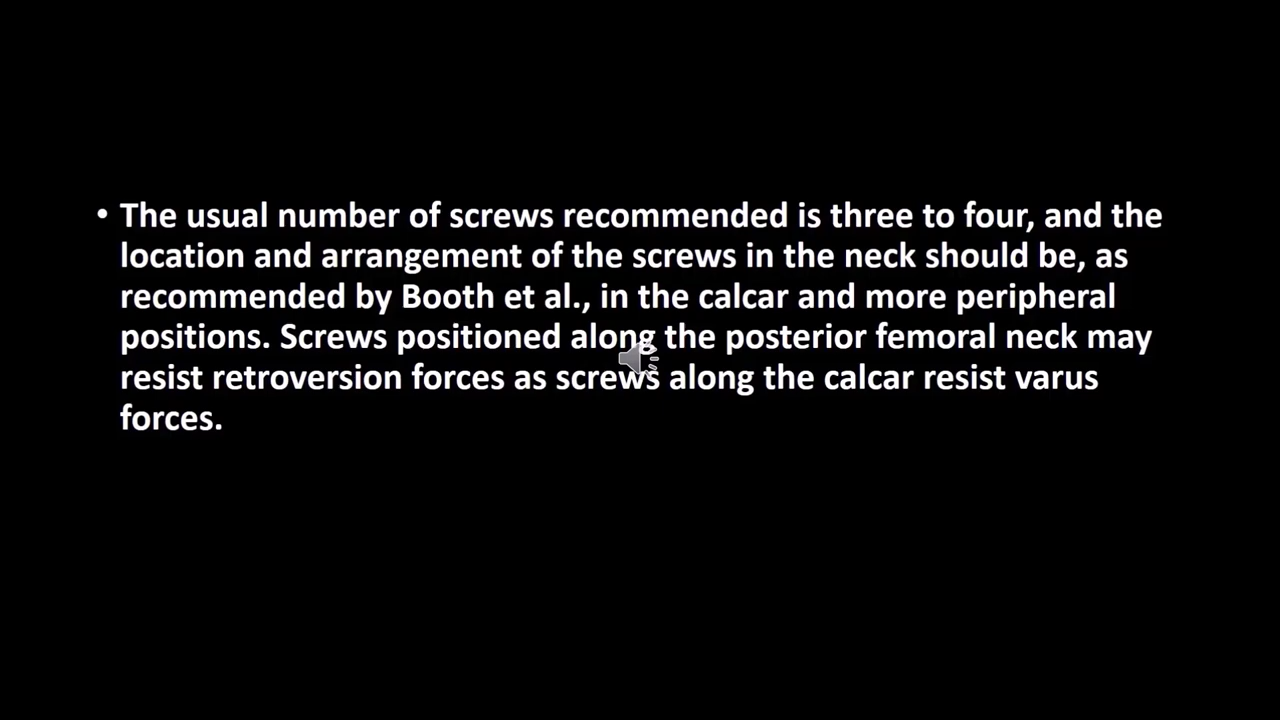 • The usual number of screws recommended is three to four, and the
location and arrangement of the screws in the neck should be, as
recommended by Booth et al., in the calcar and more peripheral
positions. Screws positioned along the posterior femoral neck may
resist retroversion forces as screws along the calcar resist varus
forces.